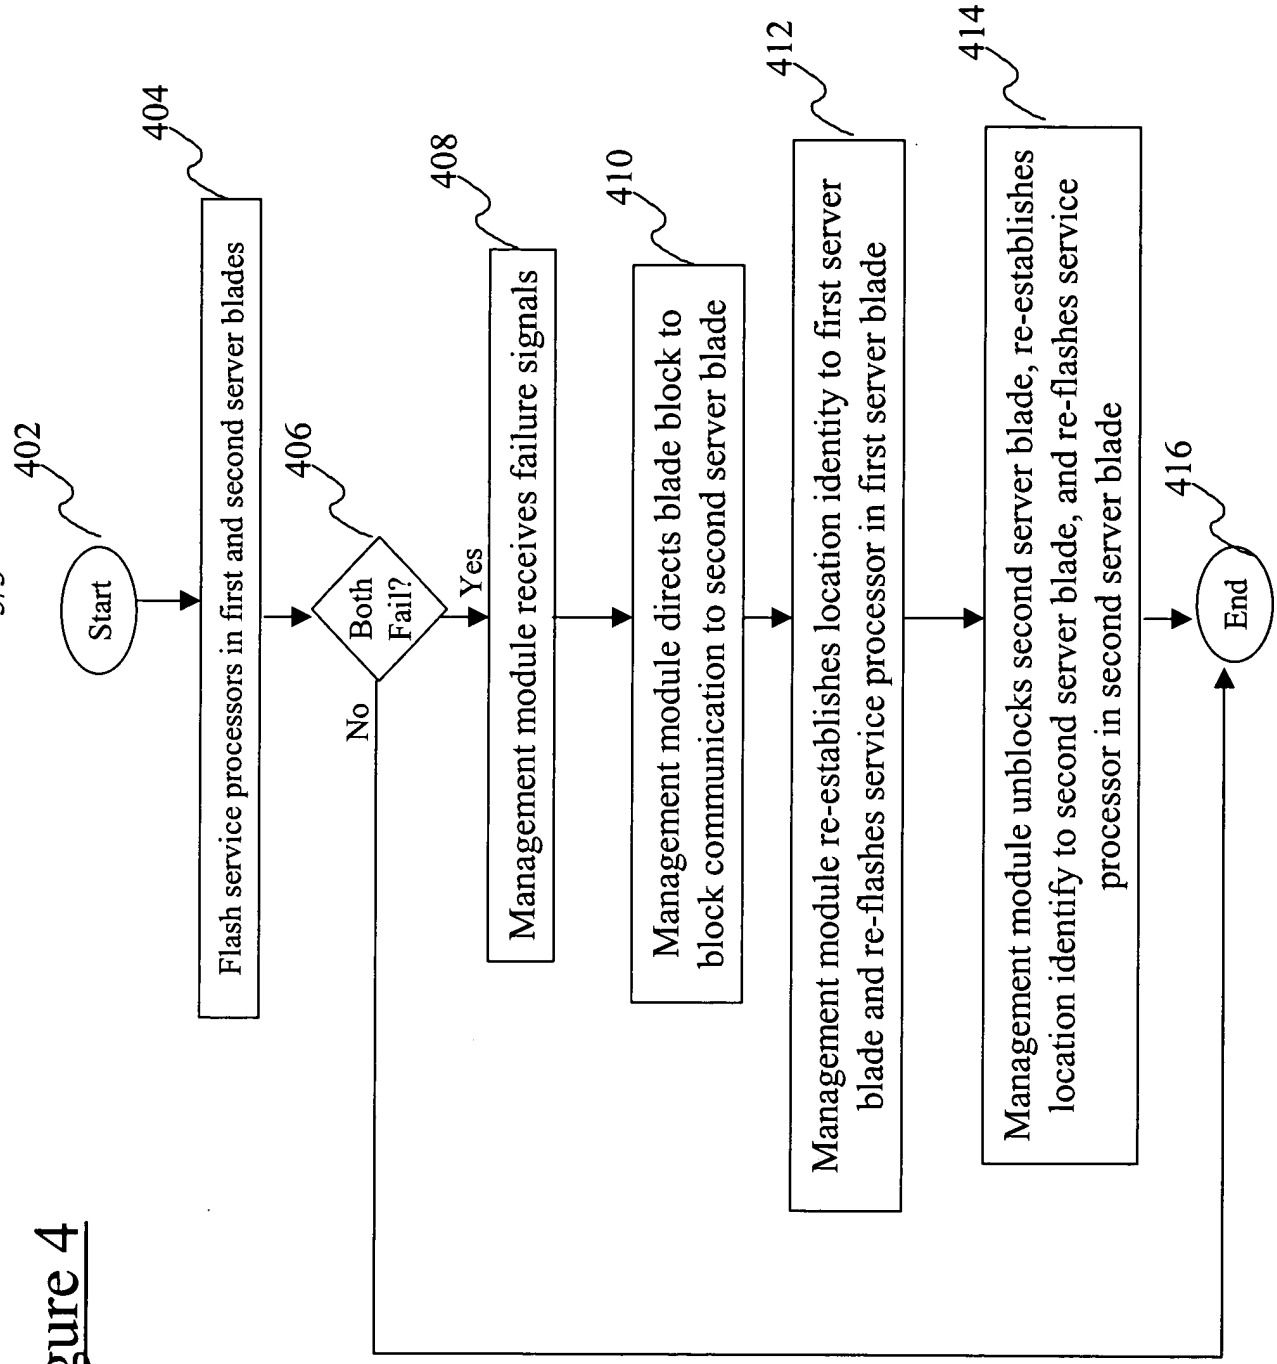 gure 4
402
Start
404
Flash service processors in first and second server blades
406
Both
Fail?
No
Yes
408
Management module receives failure signals
410
Management module directs blade block to
block communication to second server blade
412
Management module re-establishes location identity to first server
blade and re-flashes service processor in first server blade
414
Management module unblocks second server blade, re-establishes
location identify to second server blade, and re-flashes service
processor in second server blade
416
End